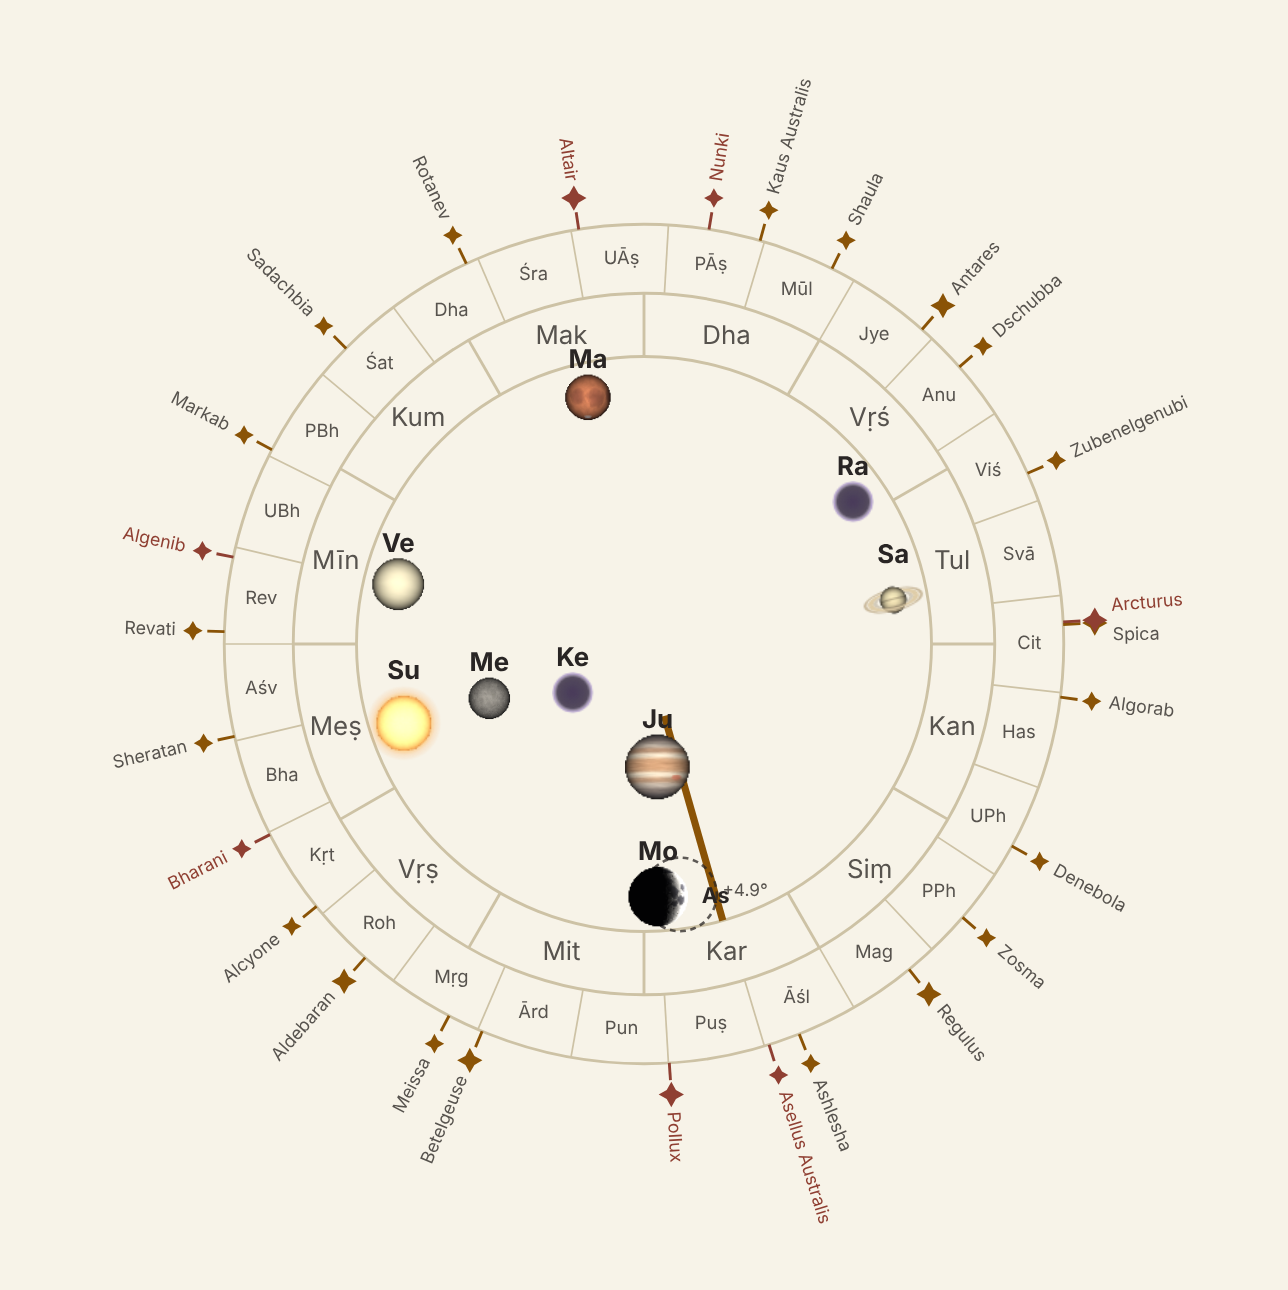 Altair
Nunki
Kaus Australis
Rotanev
Shaula
Antares
Sadachbia
Dschubba
Markab
Zubenelgenubi
Algenib
Arcturus
Revati
Spica
Algorab
Sheratan
Bharani
Denebola
Alcyone
Zosma
Aldebaran
Regulus
Meissa
Betelgeuse
Pollux
Asellus Australis
Ashlesha
UĀṣ
PĀṣ
Śra
Mūl
Dha
Jye
Śat
Anu
PBh
Viś
UBh
Svā
Rev
Cit
Aśv
Has
Bha
UPh
Kṛt
PPh
Roh
Mag
Mṛg
Āśl
Ārd
Pun
Puṣ
Mak
Dha
Kum
Vṛś
Mīn
Tul
Meṣ
Kan
Vṛṣ
Siṃ
Mit
Kar
Ma
Ra
Ve
Sa
Su
Me
Ke
Ju
Mo
As
+4.9°